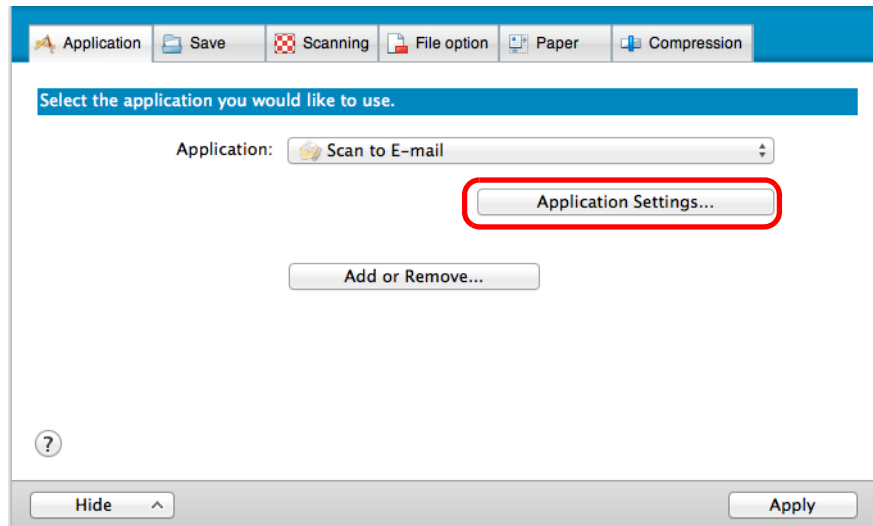 Application Save Scanning File option Paper Compression
Select the application you would like to use.
Application: Scan to E-mail
Application Settings...
Add or Remove...
?
Hide Apply